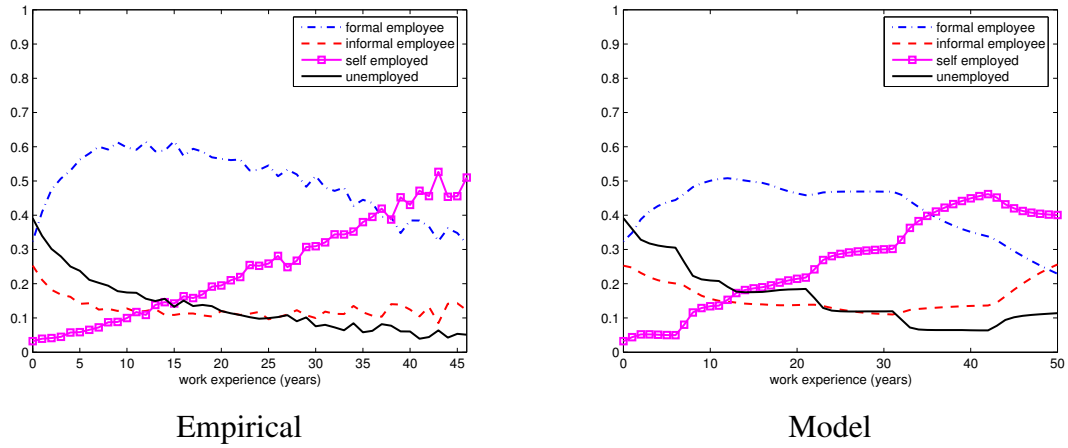 1
0.9
0.8
0.7
0.6
0.5
0.4
0.3
0.2
0.1
0
0 5 10 15 20 25 30 35 40 45
work experience (years)
formal employee
informal employee
self employed
unemployed
Empirical
1
0.9
0.8
0.7
0.6
0.5
0.4
0.3
0.2
0.1
0
0 10 20 30 40 50
work experience (years)
formal employee
informal employee
self employed
unemployed
Model